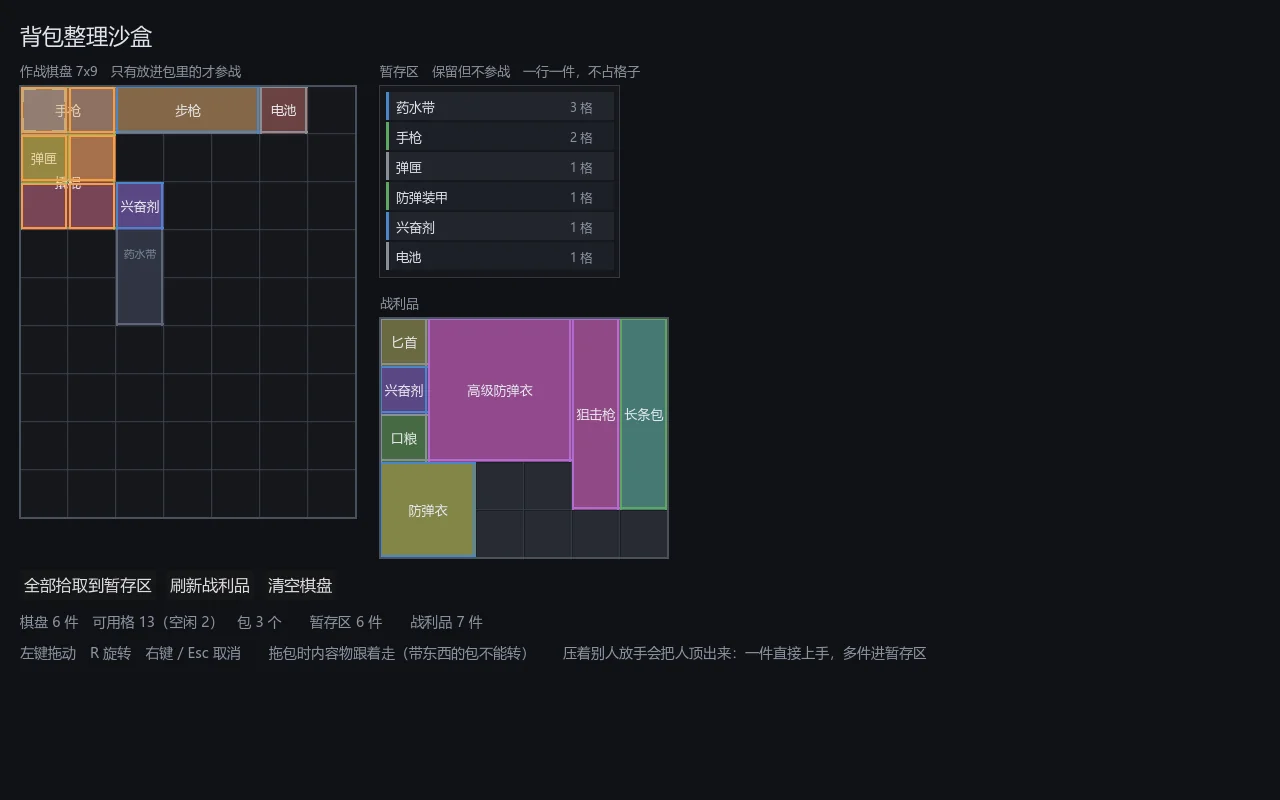 背包整理沙盒
作战棋盘 7x9 只有放进包里的才参战
手枪
步枪
电池
弹匣
兴奋剂
药水带
暂存区 保留但不参战 一行一件，不占格子
药水带 3 格
手枪 2 格
弹匣 1 格
防弹装甲 1 格
兴奋剂 1 格
电池 1 格
战利品
匕首
兴奋剂
口粮
高级防弹衣
狙击枪
长条包
防弹衣
全部拾取到暂存区 刷新战利品 清空棋盘
棋盘 6 件 可用格 13（空闲 2） 包 3 个 暂存区 6 件 战利品 7 件
左键拖动 R 旋转 右键 / Esc 取消 拖包时内容物跟着走（带东西的包不能转） 压着别人放手会把人顶出来：一件直接上手，多件进暂存区